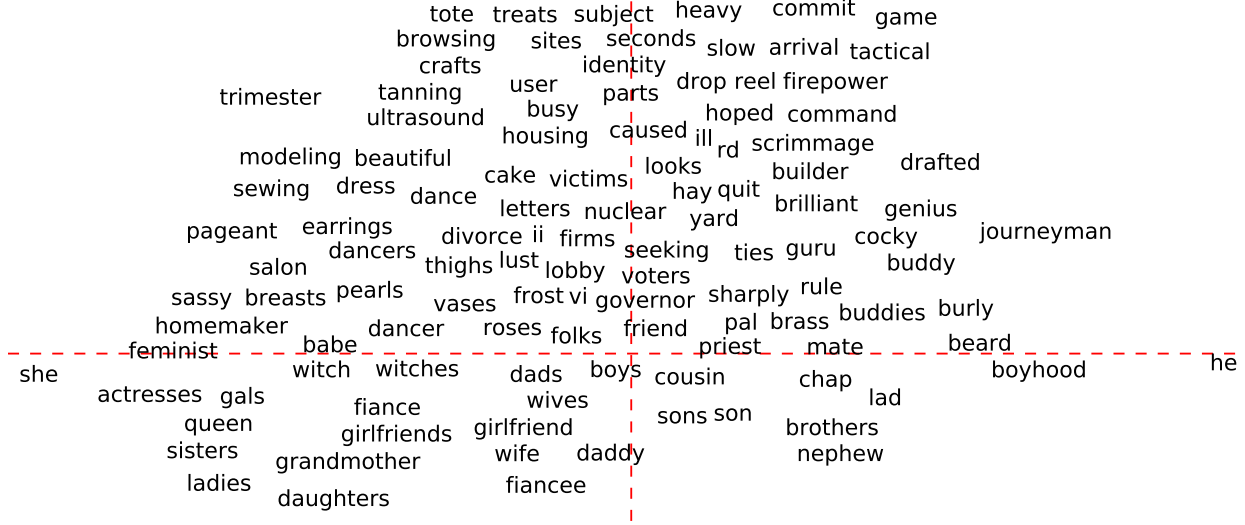 tote treats subject heavy commit game
browsing sites seconds slow arrival tactical
crafts identity
trimester tanning user parts drop reel firepower
ultrasound busy hoped command
housing caused ill rd scrimmage
modeling beautiful looks builder drafted
sewing dress dance cake victims hay quit
letters nuclear yard brilliant genius
pageant earrings divorce ii firms cocky journeyman
dancers seeking ties guru
salon thighs lust lobby voters buddy
sassy breasts pearls vases frost vi governor sharply rule
buddies burly
homemaker dancer roses folks friend pal brass
feminist babe priest mate beard
she witch witches dads boys cousin chap boyhood he
actresses gals fiance wives lad
queen girlfriends girlfriend sons son brothers
sisters grandmother wife daddy nephew
ladies daughters fiancee